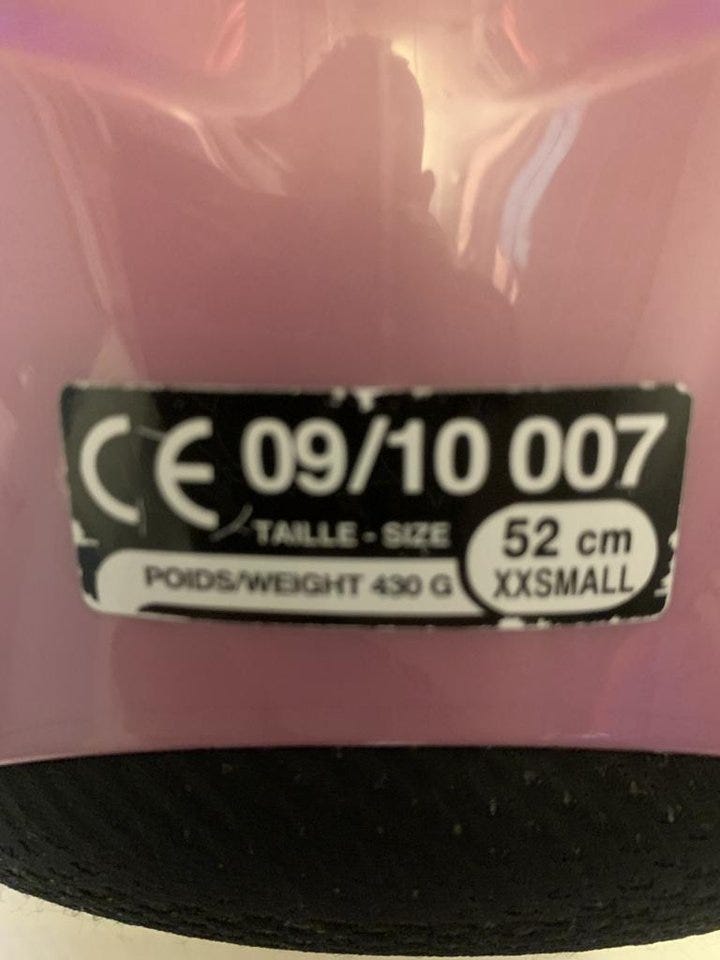 CE 09/10 007
TAILLE - SIZE
52 cm
POIDS/WEIGHT 430 G
XXSMALL